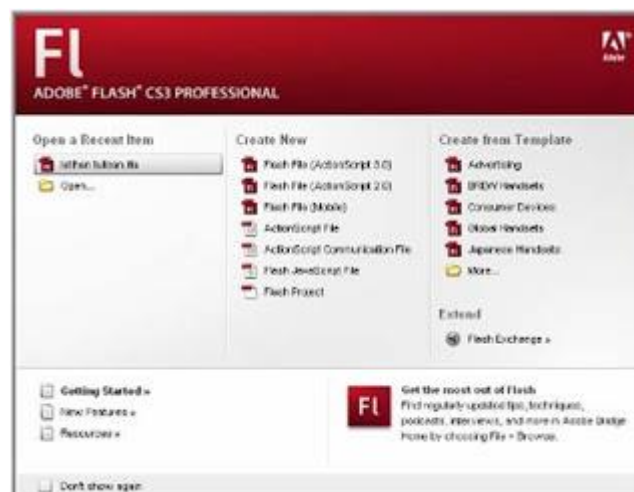 Fl
Adobe
ADOBE® FLASH® CS3 PROFESSIONAL
Open a Recent Item
Open...
Create New
Flash File (ActionScript 3.0)
Flash File (ActionScript 2.0)
Flash File (Mobile)
ActionScript File
ActionScript Communication File
Flash JavaScript File
Flash Project
Create from Template
Advertising
BREW Handsets
Consumer Devices
Global Handsets
Japanese Handsets
More...
Extend
Flash Exchange »
Getting Started »
New Features »
Resources »
FL
Get the most out of Flash
Find regularly updated tips, techniques,
podcasts, interviews, and more in Adobe Bridge
Home by choosing File > Browse.
Don't show again